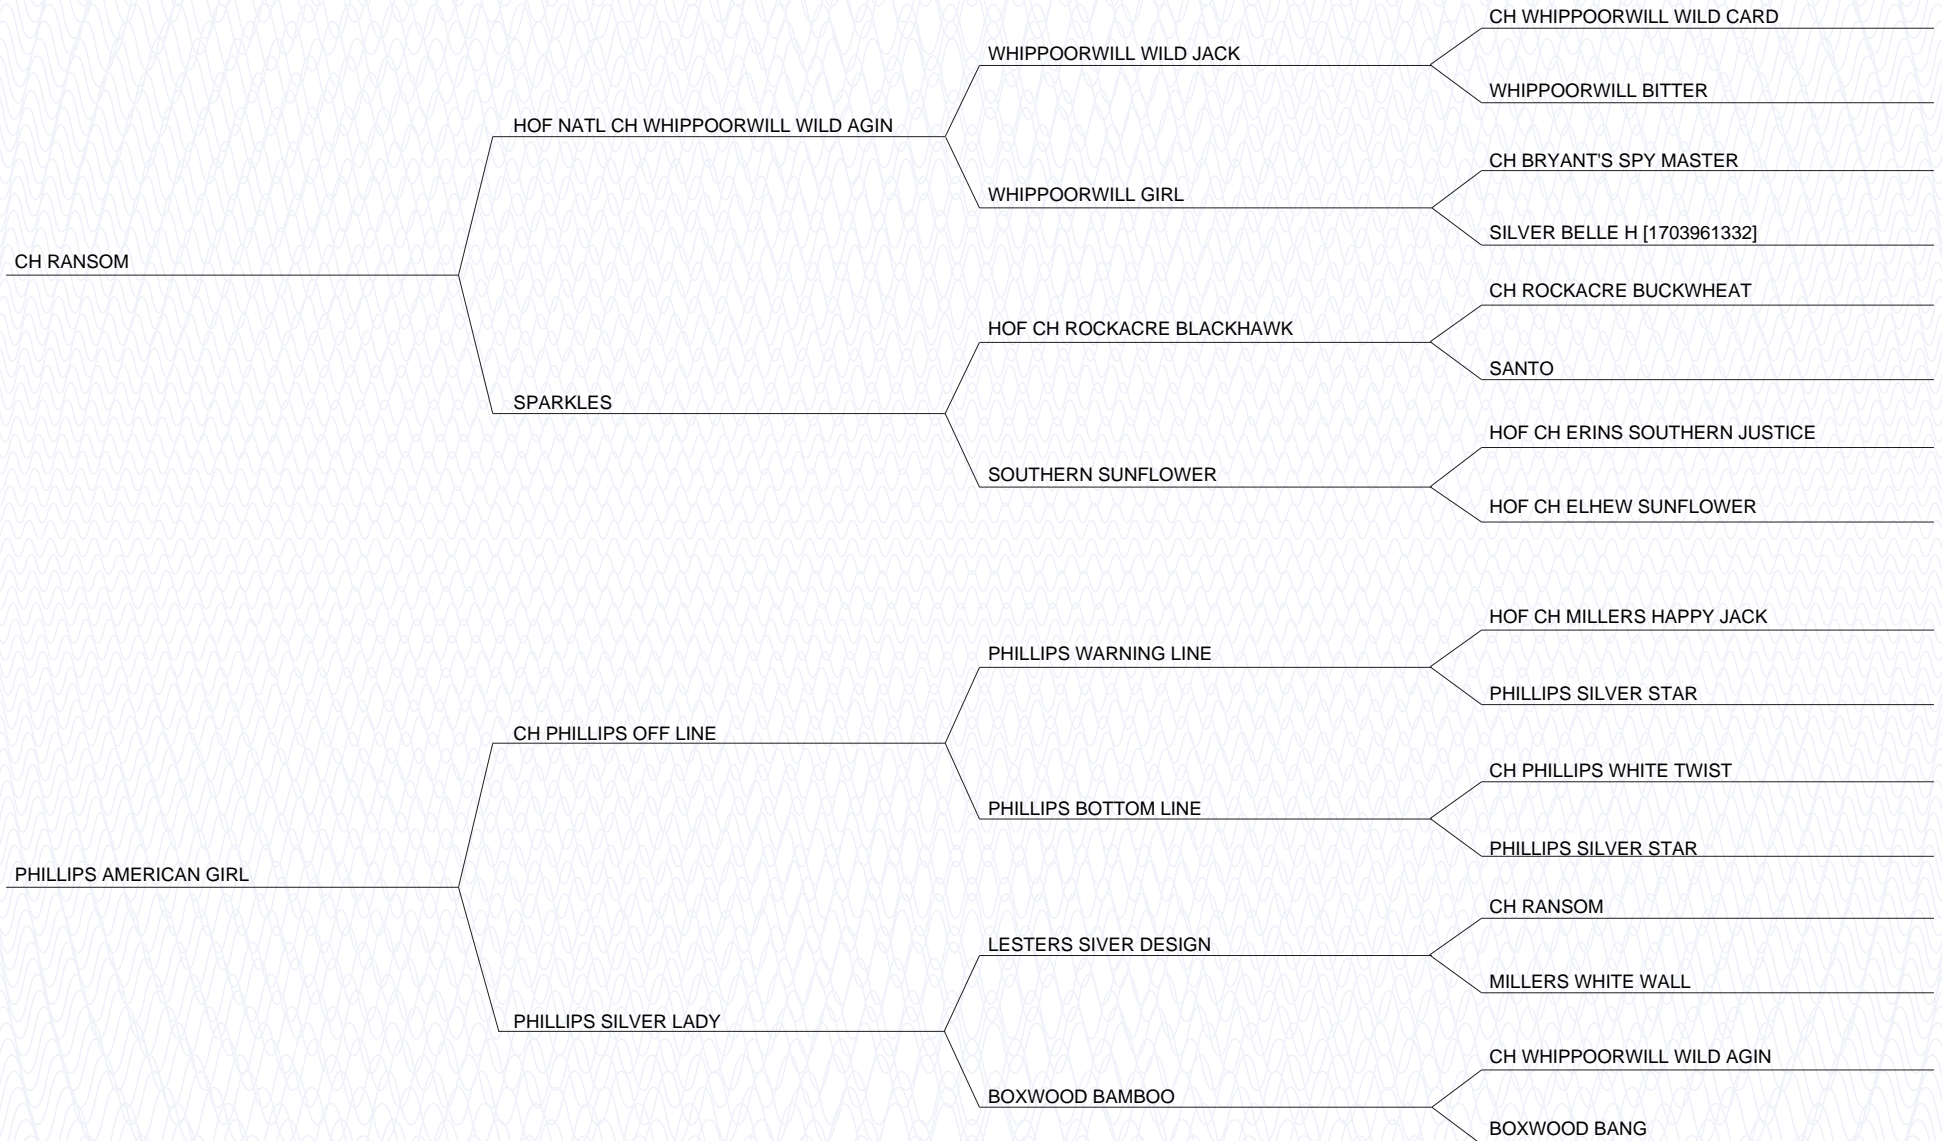 CH WHIPPOORWILL WILD CARD
WHIPPOORWILL WILD JACK
WHIPPOORWILL BITTER
HOF NATL CH WHIPPOORWILL WILD AGIN
CH BRYANT'S SPY MASTER
WHIPPOORWILL GIRL
SILVER BELLE H [1703961332]
CH RANSOM
CH ROCKACRE BUCKWHEAT
HOF CH ROCKACRE BLACKHAWK
SANTO
SPARKLES
HOF CH ERINS SOUTHERN JUSTICE
SOUTHERN SUNFLOWER
HOF CH ELHEW SUNFLOWER
HOF CH MILLERS HAPPY JACK
PHILLIPS WARNING LINE
PHILLIPS SILVER STAR
CH PHILLIPS OFF LINE
CH PHILLIPS WHITE TWIST
PHILLIPS BOTTOM LINE
PHILLIPS SILVER STAR
PHILLIPS AMERICAN GIRL
CH RANSOM
LESTERS SIVER DESIGN
MILLERS WHITE WALL
PHILLIPS SILVER LADY
CH WHIPPOORWILL WILD AGIN
BOXWOOD BAMBOO
BOXWOOD BANG